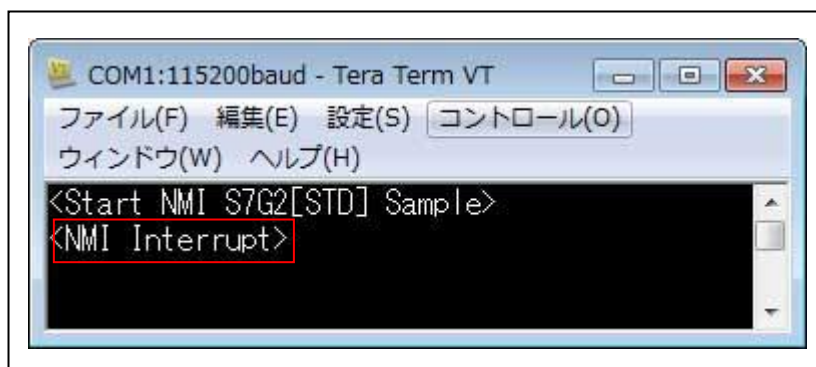 COM1:115200baud - Tera Term VT
ファイル(F) 編集(E) 設定(S) コントロール(O)
ウィンドウ(W) ヘルプ(H)
<Start NMI S7G2[STD] Sample>
<NMI Interrupt>